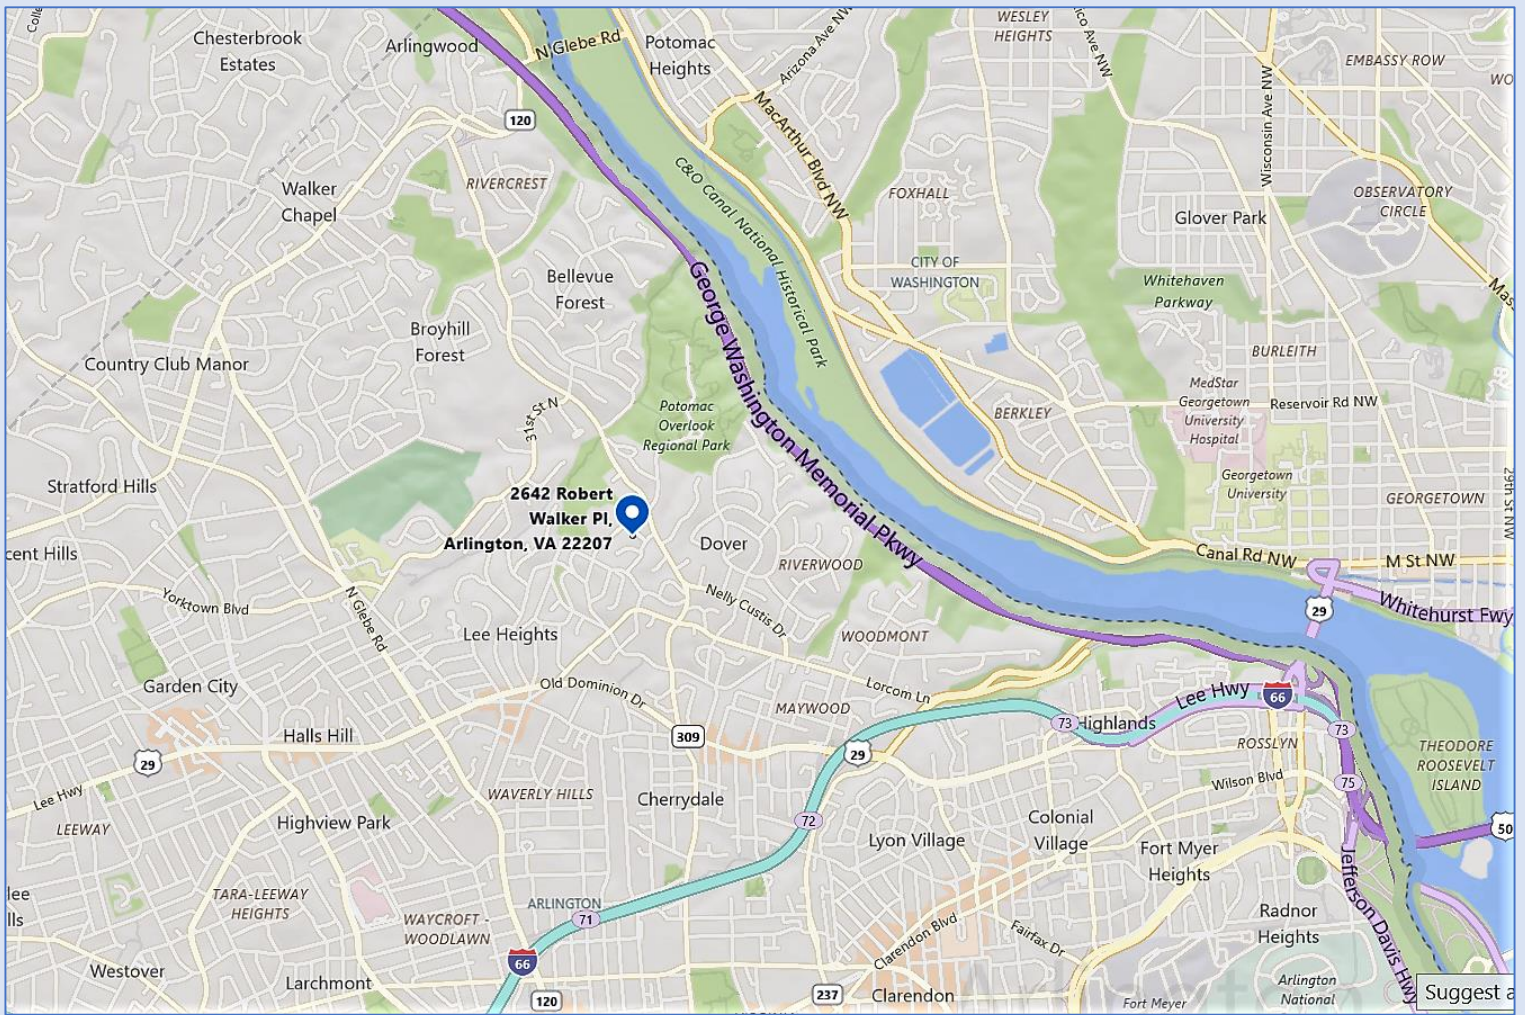 Chesterbrook
Estates
Arlingwood
N Glebe Rd
Potomac
Heights
Arizona Ave NW
WESLEY
HEIGHTS
EMBASSY ROW
MacArthur Blvd NW
Wisconsin Ave NW
120
Walker
Chapel
RIVERCREST
C&O Canal National Historical Park
FOXHALL
Glover Park
OBSERVATORY
CIRCLE
Bellevue
Forest
CITY OF
WASHINGTON
Whitehaven
Parkway
George Washington Memorial Pkwy
Broyhill
Forest
Country Club Manor
BURLEITH
MedStar
Georgetown
University
Hospital
Reservoir Rd NW
31st St N
Potomac
Overlook
Regional Park
BERKLEY
Stratford Hills
2642 Robert
Walker Pl,
Arlington, VA 22207
Georgetown
University
GEORGETOWN
29th St NW
cent Hills
Dover
RIVERWOOD
Canal Rd NW
M St NW
Yorktown Blvd
N Glebe Rd
Nelly Custis Dr
29
Whitehurst Fwy
Lee Heights
WOODMONT
Garden City
Old Dominion Dr
Lorcom Ln
Lee Hwy
66
MAYWOOD
73
Highlands
73
Halls Hill
309
29
29
ROSSLYN
THEODORE
ROOSEVELT
ISLAND
Lee Hwy
WAVERLY HILLS
Cherrydale
Wilson Blvd
75
LEEWAY
Highview Park
72
Colonial
Village
50
Lyon Village
Fort Myer
Heights
Jefferson Davis Hwy
lee
lls
TARA-LEEWAY
HEIGHTS
ARLINGTON
71
WAYCROFT -
WOODLAWN
Clarendon Blvd
Fairfax Dr
Radnor
Heights
Westover
Larchmont
66
120
237
Clarendon
Fort Meyer
Arlington
National
Suggest a